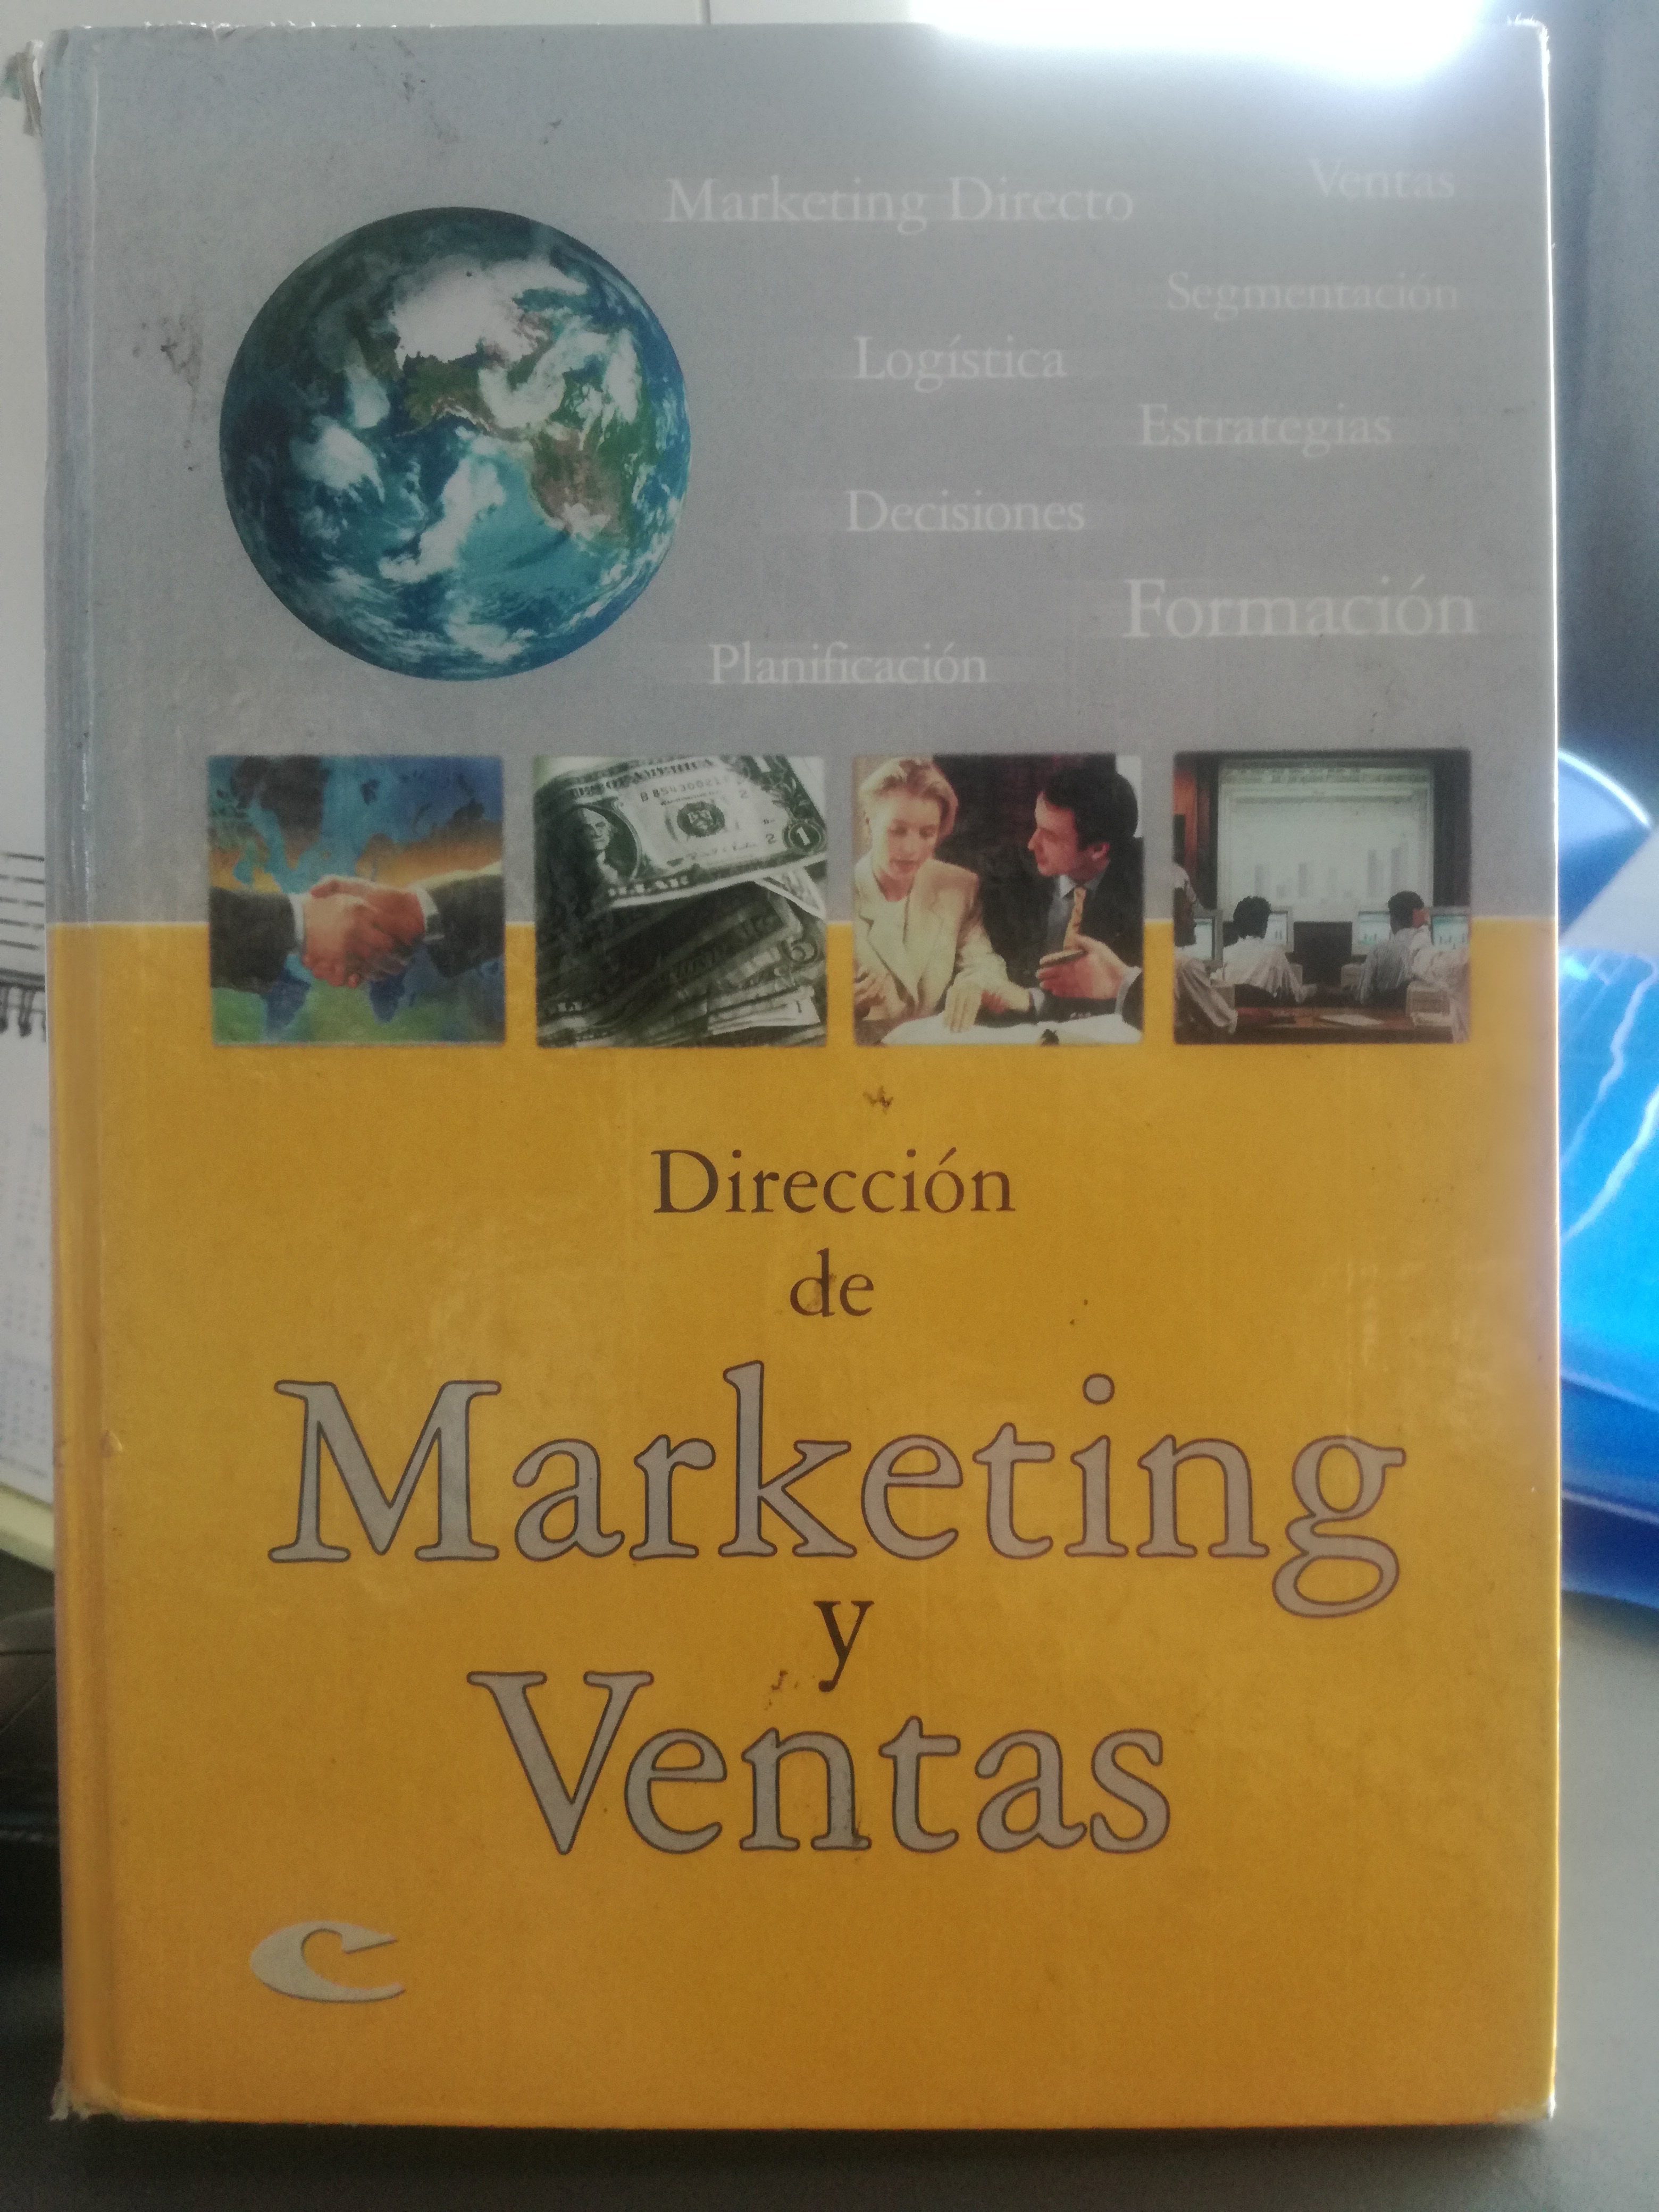 Marketing Directo
Ventas
Segmentación
Logística
Estrategias
Decisiones
Formación
Planificación
Dirección
de
Marketing
y
Ventas